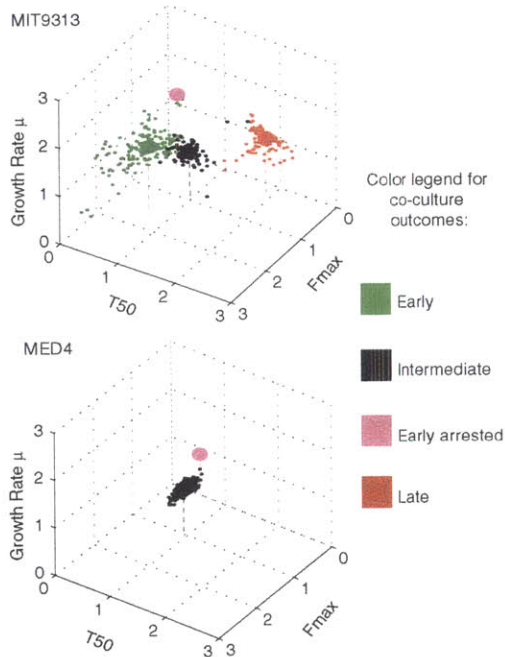 MIT9313
3
2
1
0
Growth Rate μ
0
1
2
3
T50
3
2
1
0
Fmax
Color legend for
co-culture
outcomes:
Early
Intermediate
Early arrested
Late
MED4
3
2
1
0
Growth Rate μ
0
1
2
3
T50
3
2
1
0
Fmax